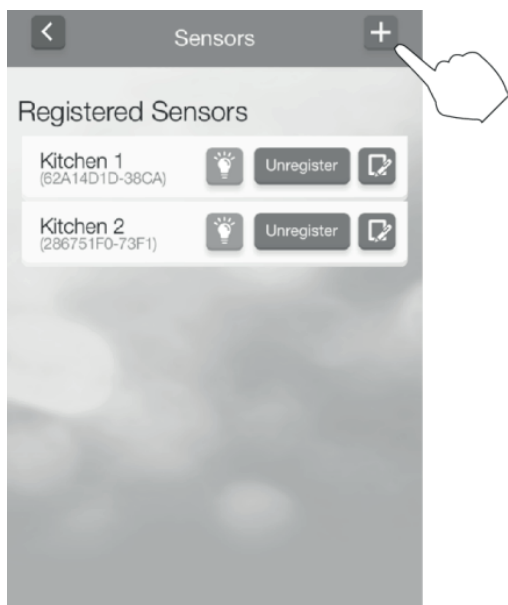 Sensors
Registered Sensors
Kitchen 1
(62A14D1D-38CA)
Unregister
Kitchen 2
(286751F0-73F1)
Unregister